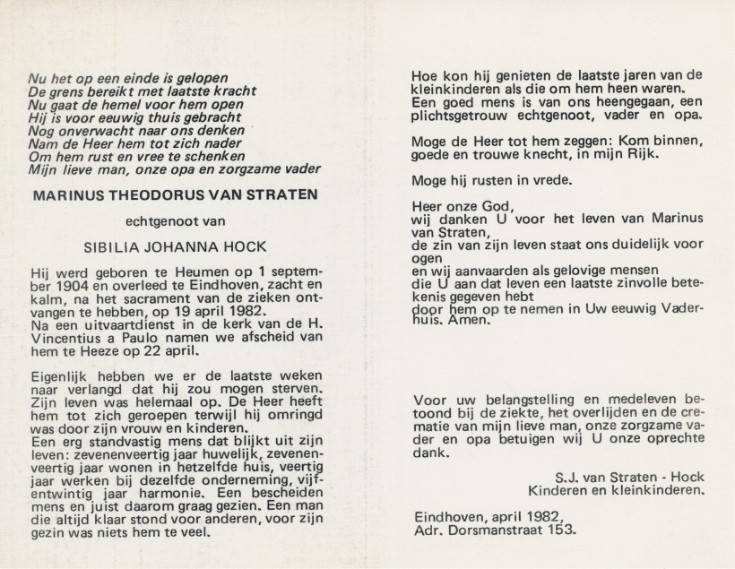 Nu het op een einde is gelopen
De grens bereikt met laatste kracht
Nu gaat de hemel voor hem open
Hij is voor eeuwig thuis gebracht
Nog onverwacht naar ons denken
Nam de Heer hem tot zich nader
Om hem rust en vree te schenken
Mijn lieve man, onze opa en zorgzame vader
MARINUS THEODORUS VAN STRATEN
echtgenoot van
SIBILIA JOHANNA HOCK
Hij werd geboren te Heumen op 1 septem-
ber 1904 en overleed te Eindhoven, zacht en
kalm, na het sacrament van de zieken ont-
vangen te hebben, op 19 april 1982.
Na een uitvaartdienst in de kerk van de H.
Vincentius a Paulo namen we afscheid van
hem te Heeze op 22 april.
Eigenlijk hebben we er de laatste weken
naar verlangd dat hij zou mogen sterven.
Zijn leven was helemaal op. De Heer heeft
hem tot zich geroepen terwijl hij omringd
was door zijn vrouw en kinderen.
Een erg standvastig mens dat blijkt uit zijn
leven: zevenenveertig jaar huwelijk, zevenen-
veertig jaar wonen in hetzelfde huis, veertig
jaar werken bij dezelfde onderneming, vijf-
entwintig jaar harmonie. Een bescheiden
mens en juist daarom graag gezien. Een man
die altijd klaar stond voor anderen, voor zijn
gezin was niets hem te veel.
Hoe kon hij genieten de laatste jaren van de
kleinkinderen als die om hem heen waren.
Een goed mens is van ons heengegaan, een
plichtsgetrouw echtgenoot, vader en opa.
Moge de Heer tot hem zeggen: Kom binnen,
goede en trouwe knecht, in mijn Rijk.
Moge hij rusten in vrede.
Heer onze God,
wij danken U voor het leven van Marinus
van Straten,
de zin van zijn leven staat ons duidelijk voor
ogen
en wij aanvaarden als gelovige mensen
die U aan dat leven een laatste zinvolle bete-
kenis gegeven hebt
door hem op te nemen in Uw eeuwig Vader-
huis. Amen.
Voor uw belangstelling en medeleven be-
toond bij de ziekte, het overlijden en de cre-
matie van mijn lieve man, onze zorgzame va-
der en opa betuigen wij U onze oprechte
dank.
S.J. van Straten - Hock
Kinderen en kleinkinderen.
Eindhoven, april 1982,
Adr. Dorsmanstraat 153.